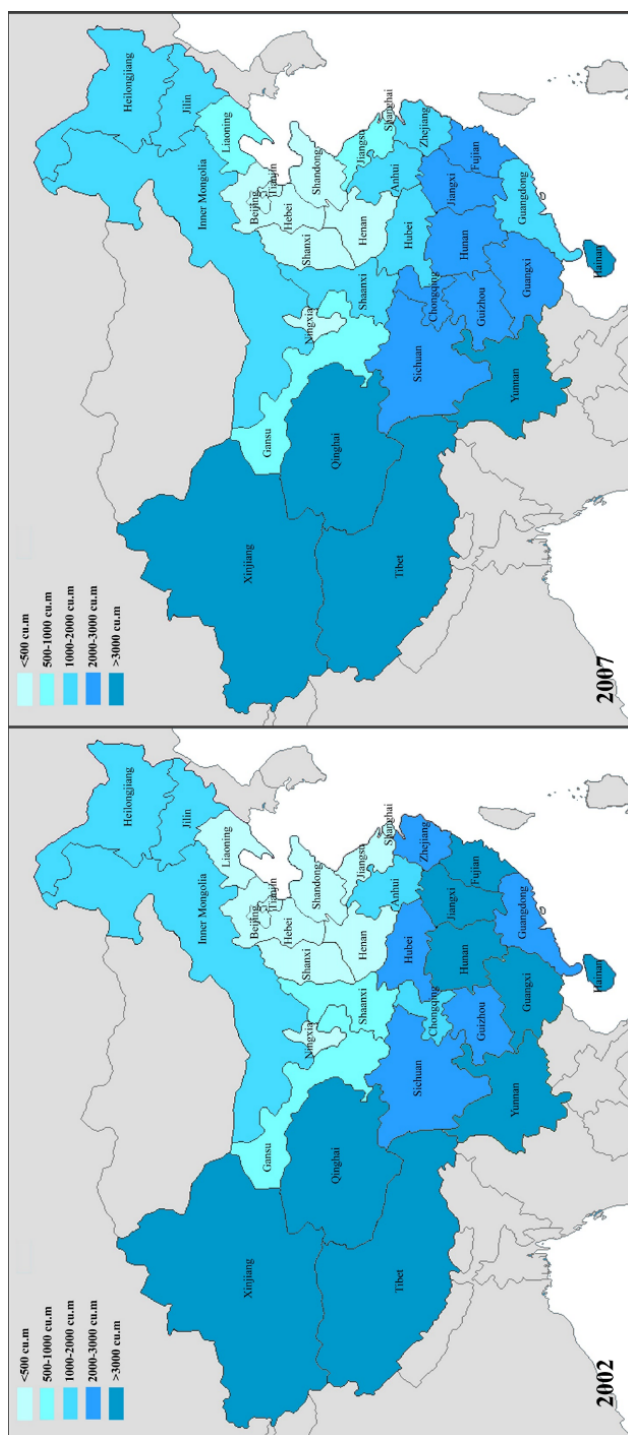 <500 cu.m
500-1000 cu.m
1000-2000 cu.m
2000-3000 cu.m
>3000 cu.m
Heilongjiang
Jilin
Inner Mongolia
Liaoning
Xinjiang
Beijing
Gansu
Tianjin
Hebei
Shanxi
Ningxia
Shandong
Qinghai
Jiangsu
Henan
Shaanxi
Shanghai
Anhui
Tibet
Hubei
Sichuan
Zhejiang
Chongqing
Jiangxi
Hunan
Fujian
Guizhou
Guangdong
Yunnan
Guangxi
Hainan
2002
<500 cu.m
500-1000 cu.m
1000-2000 cu.m
2000-3000 cu.m
>3000 cu.m
Heilongjiang
Jilin
Inner Mongolia
Liaoning
Xinjiang
Beijing
Gansu
Tianjin
Hebei
Shanxi
Ningxia
Shandong
Qinghai
Jiangsu
Henan
Shaanxi
Shanghai
Anhui
Tibet
Hubei
Sichuan
Zhejiang
Chongqing
Jiangxi
Hunan
Fujian
Guizhou
Guangdong
Yunnan
Guangxi
Hainan
2007